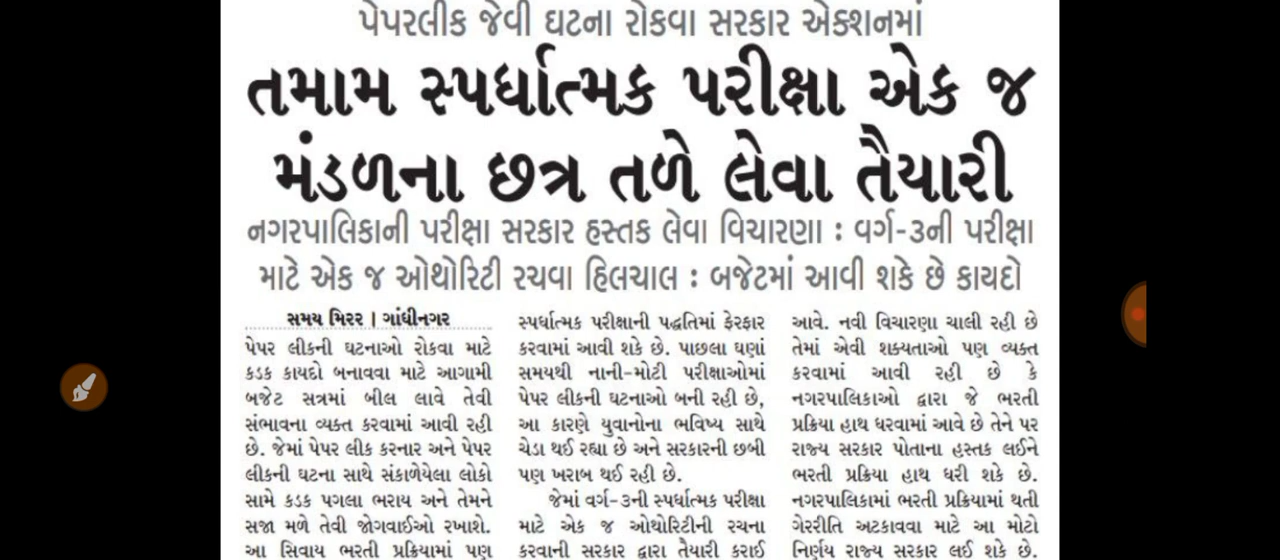 પેપરલીક જેવી ઘટના રોકવા સરકાર એક્શનમાં
તમામ સ્પર્ધાત્મક પરીક્ષા એક જ
મંડળના છત્ર તળે લેવા તૈયારી
નગરપાલિકાની પરીક્ષા સરકાર હસ્તક લેવા વિચારણા : વર્ગ-૩ની પરીક્ષા
માટે એક જ ઓથોરિટી રચવા હિલચાલ : બજેટમાં આવી શકે છે કાયદો
સમય મિરર | ગાંધીનગર
પેપર લીકની ઘટનાઓ રોકવા માટે
કડક કાયદો બનાવવા માટે આગામી
બજેટ સત્રમાં બીલ લાવે તેવી
સંભાવના વ્યક્ત કરવામાં આવી રહી
છે. જેમાં પેપર લીક કરનાર અને પેપર
લીકની ઘટના સાથે સંકાળેયેલા લોકો
સામે કડક પગલા ભરાય અને તેમને
સજા મળે તેવી જોગવાઈઓ રખાશે.
આ સિવાય ભરતી પ્રક્રિયામાં પણ
સ્પર્ધાત્મક પરીક્ષાની પદ્ધતિમાં ફેરફાર
કરવામાં આવી શકે છે. પાછલા ઘણાં
સમયથી નાની-મોટી પરીક્ષાઓમાં
પેપર લીકની ઘટનાઓ બની રહી છે,
આ કારણે યુવાનોના ભવિષ્ય સાથે
ચેડા થઈ રહ્યા છે અને સરકારની છબી
પણ ખરાબ થઈ રહી છે.
જેમાં વર્ગ-૩ની સ્પર્ધાત્મક પરીક્ષા
માટે એક જ ઓથોરિટીની રચના
કરવાની સરકાર દ્વારા તૈયારી કરાઈ
આવે. નવી વિચારણા ચાલી રહી છે
તેમાં એવી શક્યતાઓ પણ વ્યક્ત
કરવામાં આવી રહી છે કે
નગરપાલિકાઓ દ્વારા જે ભરતી
પ્રક્રિયા હાથ ધરવામાં આવે છે તેને પર
રાજ્ય સરકાર પોતાના હસ્તક લઈને
ભરતી પ્રક્રિયા હાથ ધરી શકે છે.
નગરપાલિકામાં ભરતી પ્રક્રિયામાં થતી
ગેરરીતિ અટકાવવા માટે આ મોટો
નિર્ણય રાજ્ય સરકાર લઈ શકે છે.